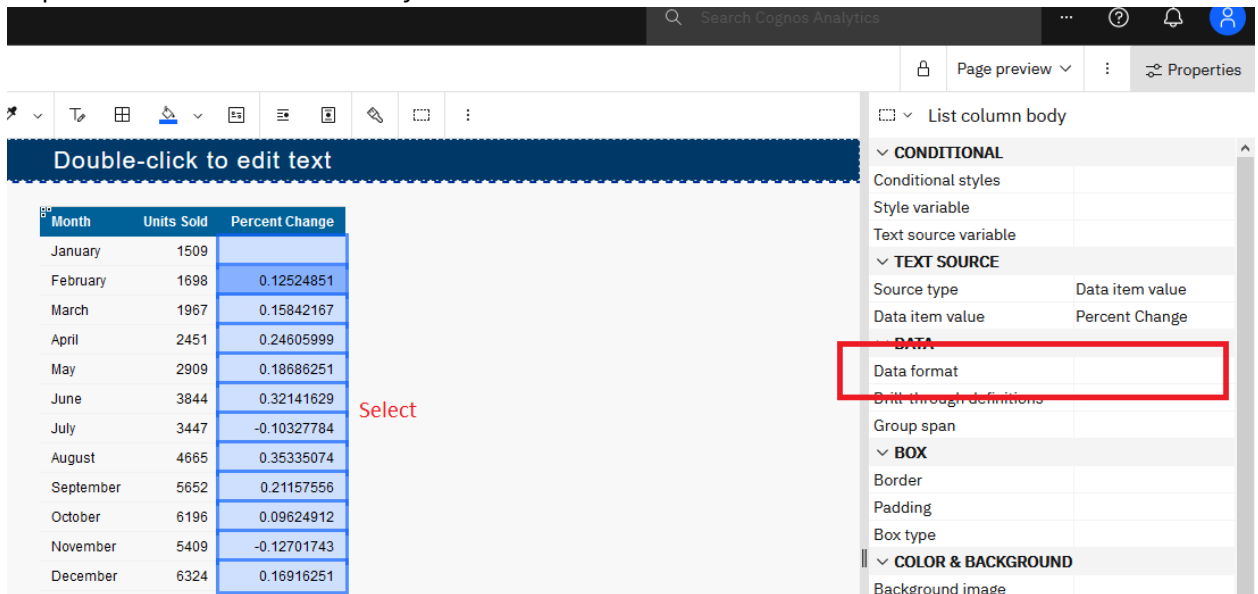 Search Cognos Analytics
Page preview
Properties
List column body
Double-click to edit text
CONDITIONAL
Conditional styles
Style variable
Text source variable
TEXT SOURCE
Source type Data item value
Data item value Percent Change
DATA
Data format
Drill-through definitions
Group span
BOX
Border
Padding
Box type
COLOR & BACKGROUND
Background image
Month Units Sold Percent Change
January 1509
February 1698 0.12524851
March 1967 0.15842167
April 2451 0.24605999
May 2909 0.18686251
June 3844 0.32141629
July 3447 -0.10327784
August 4665 0.35335074
September 5652 0.21157556
October 6196 0.09624912
November 5409 -0.12701743
December 6324 0.16916251
Select